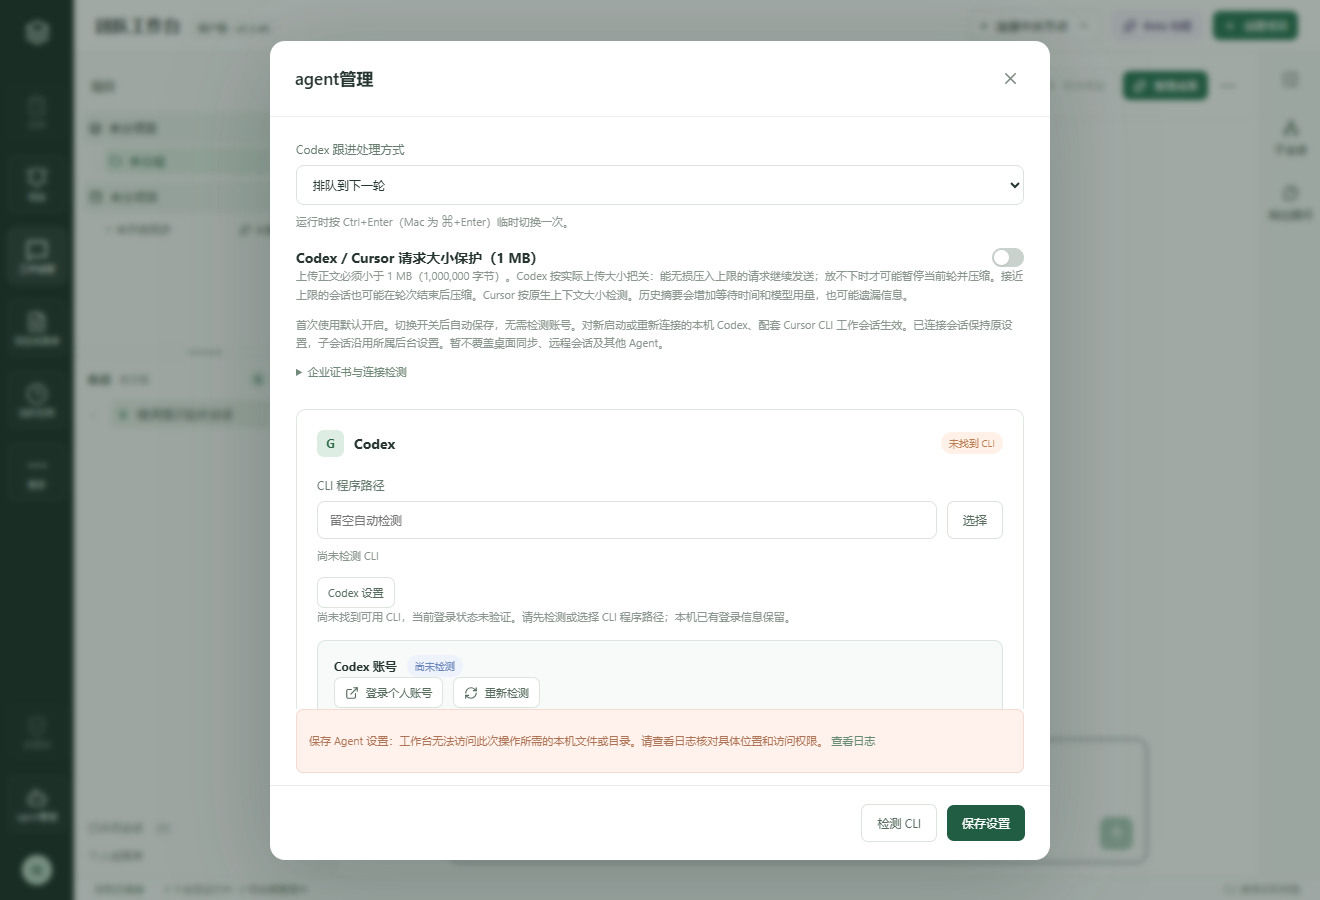 agent管理
Codex 跟进处理方式
排队到下一轮
运行时按 Ctrl+Enter（Mac 为 ⌘+Enter）临时切换一次。
Codex / Cursor 请求大小保护（1 MB）
上传正文必须小于 1 MB（1,000,000 字节）。Codex 按实际上传大小把关：能无损压入上限的请求继续发送；放不下时才可能暂停当前轮并压缩。接近
上限的会话也可能在轮次结束后压缩。Cursor 按原生上下文大小检测。历史摘要会增加等待时间和模型用量，也可能遗漏信息。
首次使用默认开启。切换开关后自动保存，无需检测账号。对新启动或重新连接的本机 Codex、配套 Cursor CLI 工作会话生效。已连接会话保持原设
置，子会话沿用所属后台设置。暂不覆盖桌面同步、远程会话及其他 Agent。
企业证书与连接检测
G Codex 未找到 CLI
CLI 程序路径
留空自动检测 选择
尚未检测 CLI
Codex 设置
尚未找到可用 CLI，当前登录状态未验证。请先检测或选择 CLI 程序路径；本机已有登录信息保留。
Codex 账号 尚未检测
登录个人账号 重新检测
保存 Agent 设置：工作台无法访问此次操作所需的本机文件或目录。请查看日志核对具体位置和访问权限。 查看日志
检测 CLI 保存设置